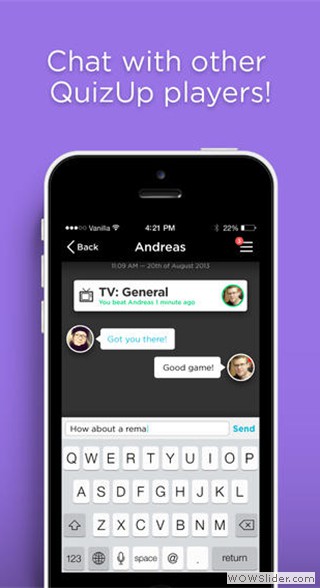 Chat with other
QuizUp players!
Vanilla 4:21 PM 22%
Back Andreas
11:09 AM — 20th of August 2013
TV: General
You beat Andreas 1 minute ago
Got you there!
Good game!
How about a rema Send
Q W E R T Y U I O P
A S D F G H J K L
Z X C V B N M
123 space @ . return
WOWSlider.com